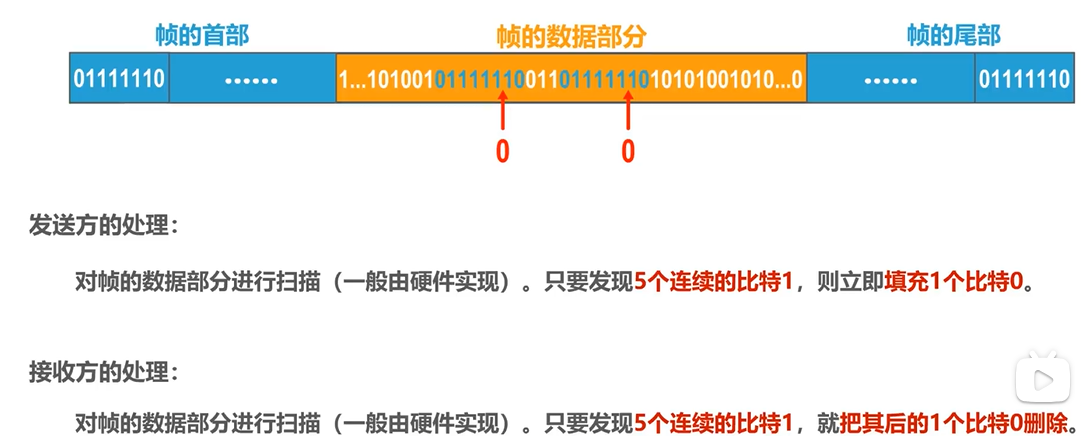 帧的首部 帧的数据部分 帧的尾部
01111110 …… 1...101001011111100110111111010101001010...0 …… 01111110
0 0
发送方的处理：
对帧的数据部分进行扫描（一般由硬件实现）。只要发现5个连续的比特1，则立即填充1个比特0。
接收方的处理：
对帧的数据部分进行扫描（一般由硬件实现）。只要发现5个连续的比特1，就把其后的1个比特0删除。